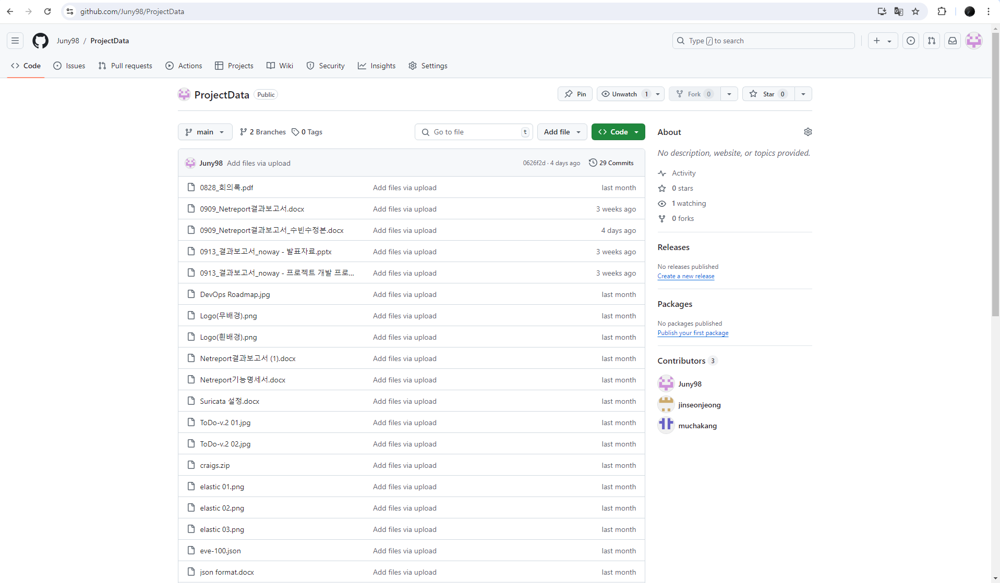 github.com/Juny98/ProjectData
Juny98 / ProjectData
Type / to search
Code Issues Pull requests Actions Projects Wiki Security Insights Settings
ProjectData Public
Pin Unwatch 1 Fork 0 Star 0
main 2 Branches 0 Tags Go to file t Add file Code
Juny98 Add files via upload 0626f2d · 4 days ago 29 Commits
0828_회의록.pdf Add files via upload last month
0909_Netreport결과보고서.docx Add files via upload 3 weeks ago
0909_Netreport결과보고서_수빈수정본.docx Add files via upload 4 days ago
0913_결과보고서_noway - 발표자료.pptx Add files via upload 3 weeks ago
0913_결과보고서_noway - 프로젝트 개발 프로... Add files via upload 3 weeks ago
DevOps Roadmap.jpg Add files via upload last month
Logo(무배경).png Add files via upload last month
Logo(흰배경).png Add files via upload last month
Netreport결과보고서 (1).docx Add files via upload last month
Netreport기능명세서.docx Add files via upload last month
Suricata 설정.docx Add files via upload last month
ToDo-v.2 01.jpg Add files via upload last month
ToDo-v.2 02.jpg Add files via upload last month
craigs.zip Add files via upload last month
elastic 01.png Add files via upload last month
elastic 02.png Add files via upload last month
elastic 03.png Add files via upload last month
eve-100.json Add files via upload last month
json format.docx Add files via upload last month
About
No description, website, or topics provided.
Activity
0 stars
1 watching
0 forks
Releases
No releases published
Create a new release
Packages
No packages published
Publish your first package
Contributors 3
Juny98
jinseonjeong
muchakang